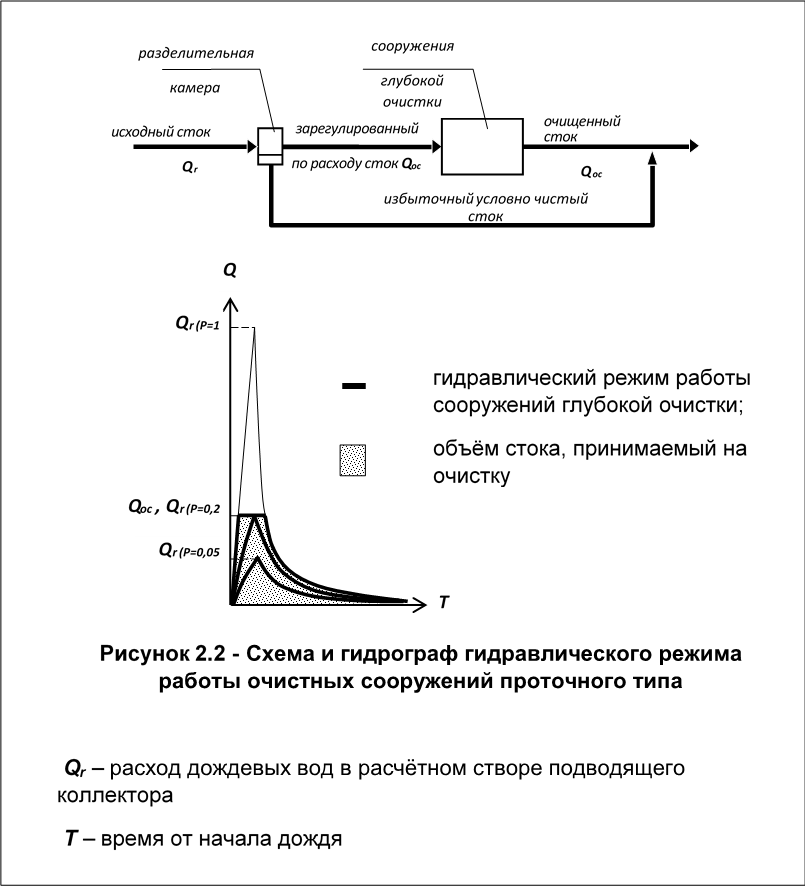 разделительная
камера
сооружения
глубокой
очистки
исходный сток
Qr
зарегулированный
по расходу сток Qос
очищенный
сток
Qос
избыточный условно чистый
сток
Q
Qr (P=1
Qос , Qr (P=0,2
Qr (P=0,05
T
гидравлический режим работы
сооружений глубокой очистки;
объём стока, принимаемый на
очистку
Рисунок 2.2 - Схема и гидрограф гидравлического режима
работы очистных сооружений проточного типа
Qr – расход дождевых вод в расчётном створе подводящего
коллектора
T – время от начала дождя